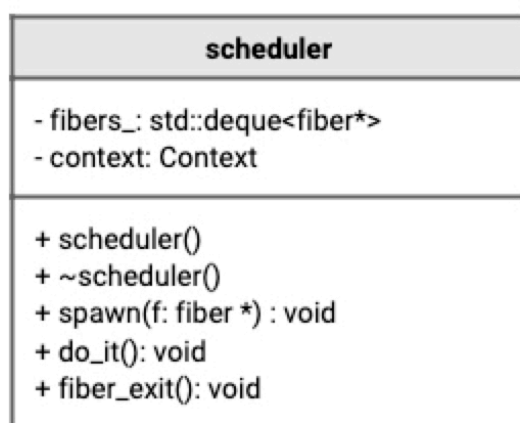 scheduler
- fibers_: std::deque<fiber*>
- context: Context
+ scheduler()
+ ~scheduler()
+ spawn(f: fiber *) : void
+ do_it(): void
+ fiber_exit(): void